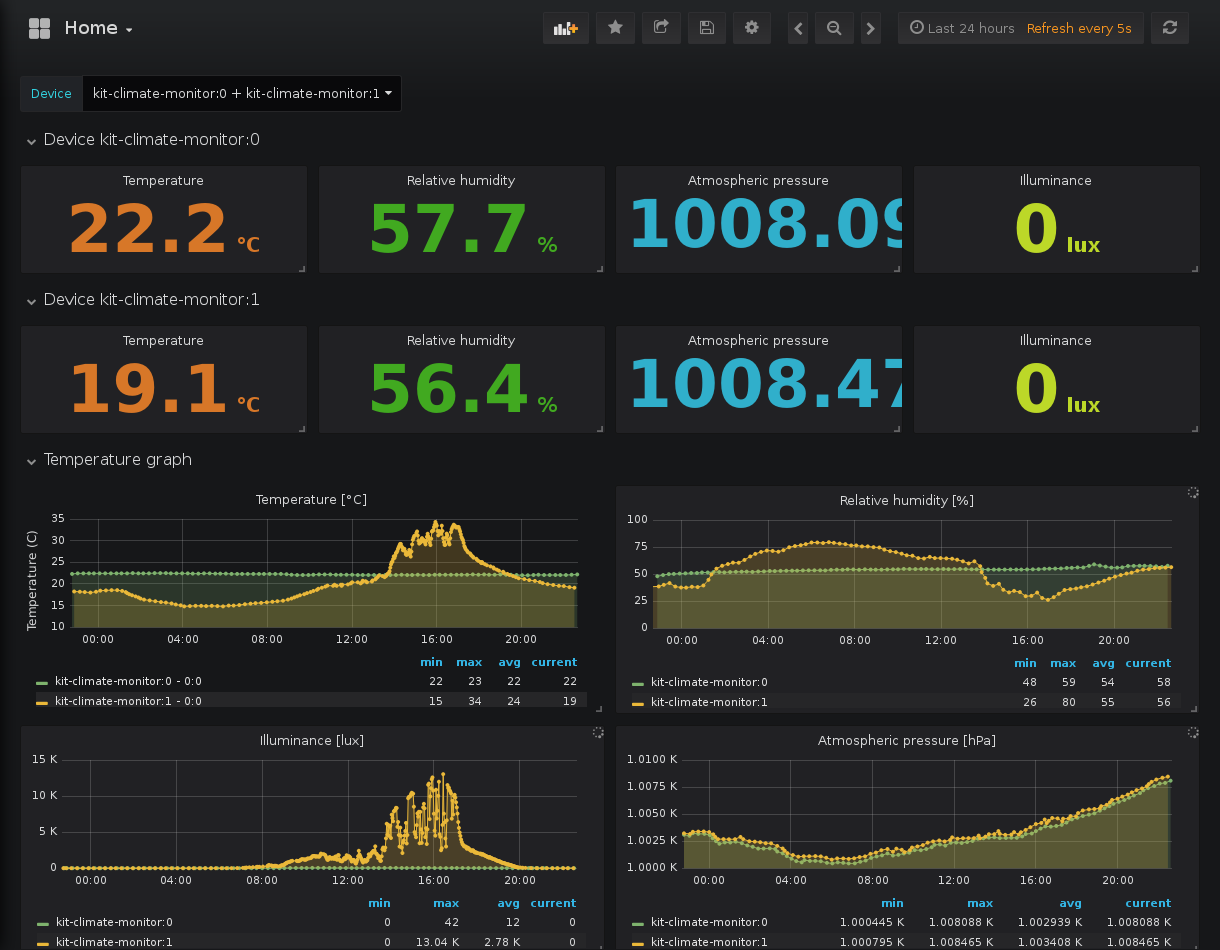 Home
Last 24 hours Refresh every 5s
Device kit-climate-monitor:0 + kit-climate-monitor:1
Device kit-climate-monitor:0
Temperature Relative humidity Atmospheric pressure Illuminance
22.2 °C 57.7 % 1008.09 0 lux
Device kit-climate-monitor:1
Temperature Relative humidity Atmospheric pressure Illuminance
19.1 °C 56.4 % 1008.47 0 lux
Temperature graph
Temperature [°C]
Temperature (C)
35
30
25
20
15
10
00:00 04:00 08:00 12:00 16:00 20:00
min max avg current
kit-climate-monitor:0 - 0:0 22 23 22 22
kit-climate-monitor:1 - 0:0 15 34 24 19
Relative humidity [%]
100
75
50
25
0
00:00 04:00 08:00 12:00 16:00 20:00
min max avg current
kit-climate-monitor:0 48 59 54 58
kit-climate-monitor:1 26 80 55 56
Illuminance [lux]
15 K
10 K
5 K
0
00:00 04:00 08:00 12:00 16:00 20:00
min max avg current
kit-climate-monitor:0 0 42 12 0
kit-climate-monitor:1 0 13.04 K 2.78 K 0
Atmospheric pressure [hPa]
1.0100 K
1.0075 K
1.0050 K
1.0025 K
1.0000 K
00:00 04:00 08:00 12:00 16:00 20:00
min max avg current
kit-climate-monitor:0 1.000445 K 1.008088 K 1.002939 K 1.008088 K
kit-climate-monitor:1 1.000795 K 1.008465 K 1.003408 K 1.008465 K